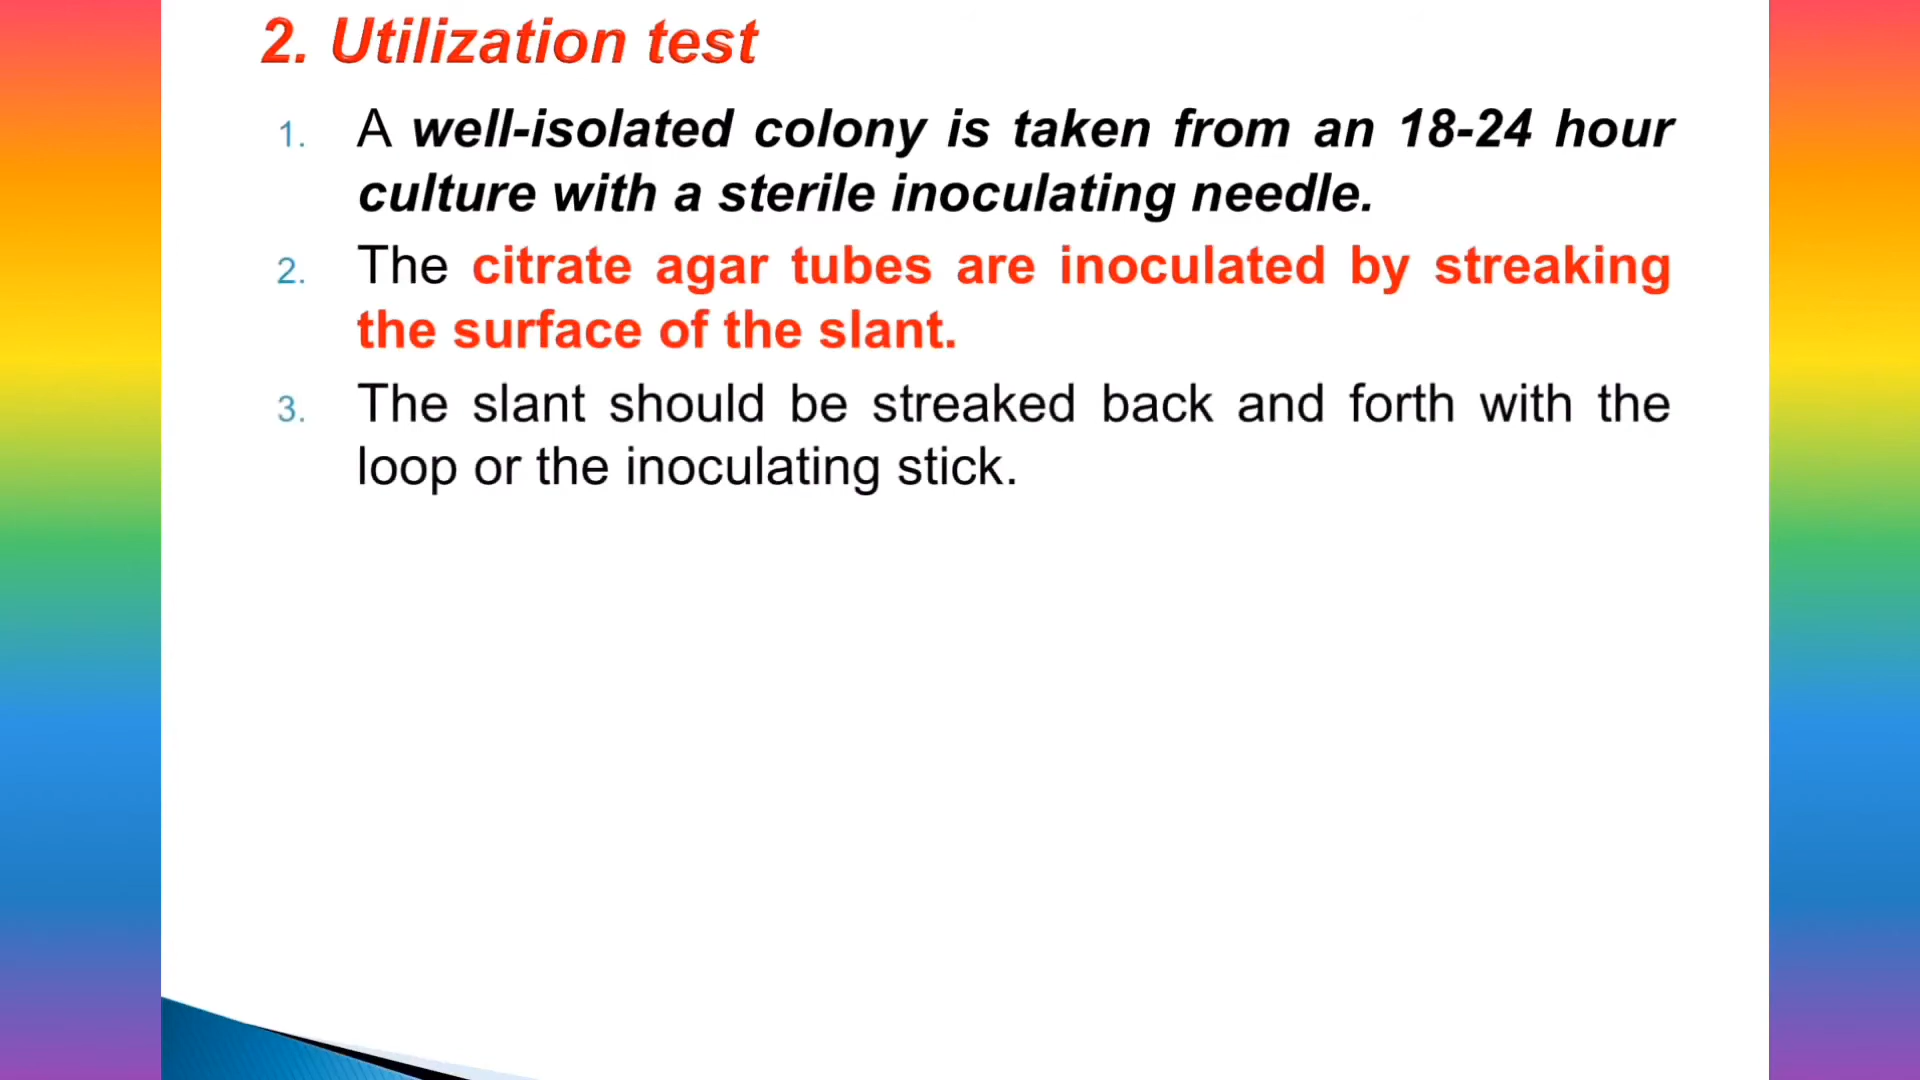 2. Utilization test
1. A well-isolated colony is taken from an 18-24 hour
culture with a sterile inoculating needle.
2. The citrate agar tubes are inoculated by streaking
the surface of the slant.
3. The slant should be streaked back and forth with the
loop or the inoculating stick.